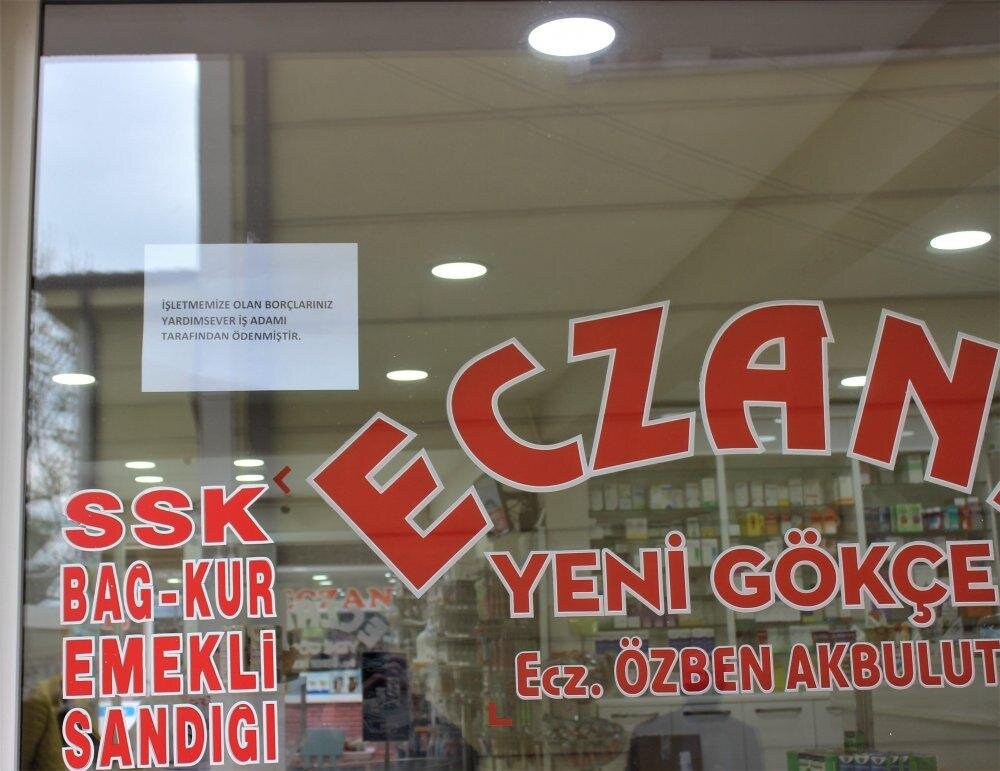 İŞLETMEMİZE OLAN BORÇLARINIZ
YARDIMSEVER İŞ ADAMI
TARAFINDAN ÖDENMİŞTİR.
ECZAN
YENİ GÖKÇE
Ecz. ÖZBEN AKBULUT
SSK
BAĞ-KUR
EMEKLİ
SANDIĞI